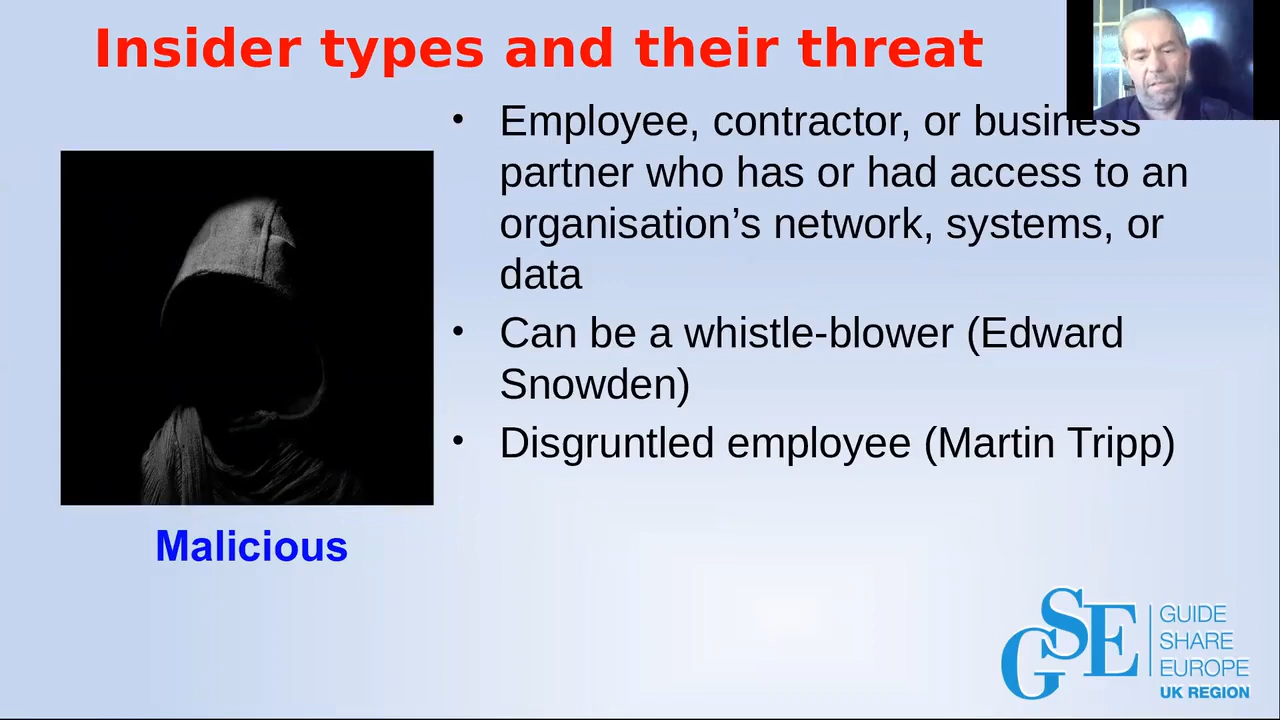 Insider types and their threat
• Employee, contractor, or business
partner who has or had access to an
organisation’s network, systems, or
data
• Can be a whistle-blower (Edward
Snowden)
• Disgruntled employee (Martin Tripp)
Malicious
GSE
GUIDE
SHARE
EUROPE
UK REGION